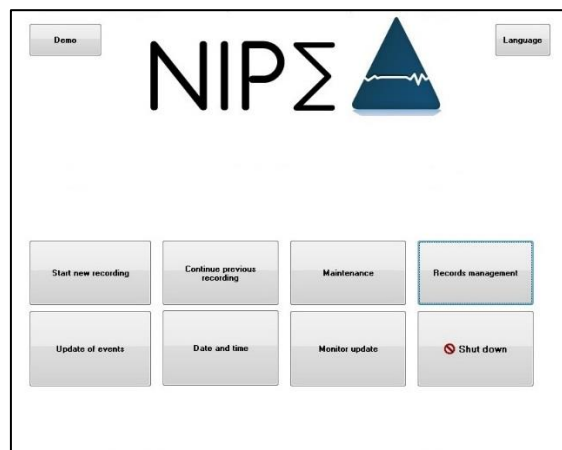 Demo
NIPΣ
Language
Start new recording
Continue previous
recording
Maintenance
Records management
Update of events
Date and time
Monitor update
Shut down